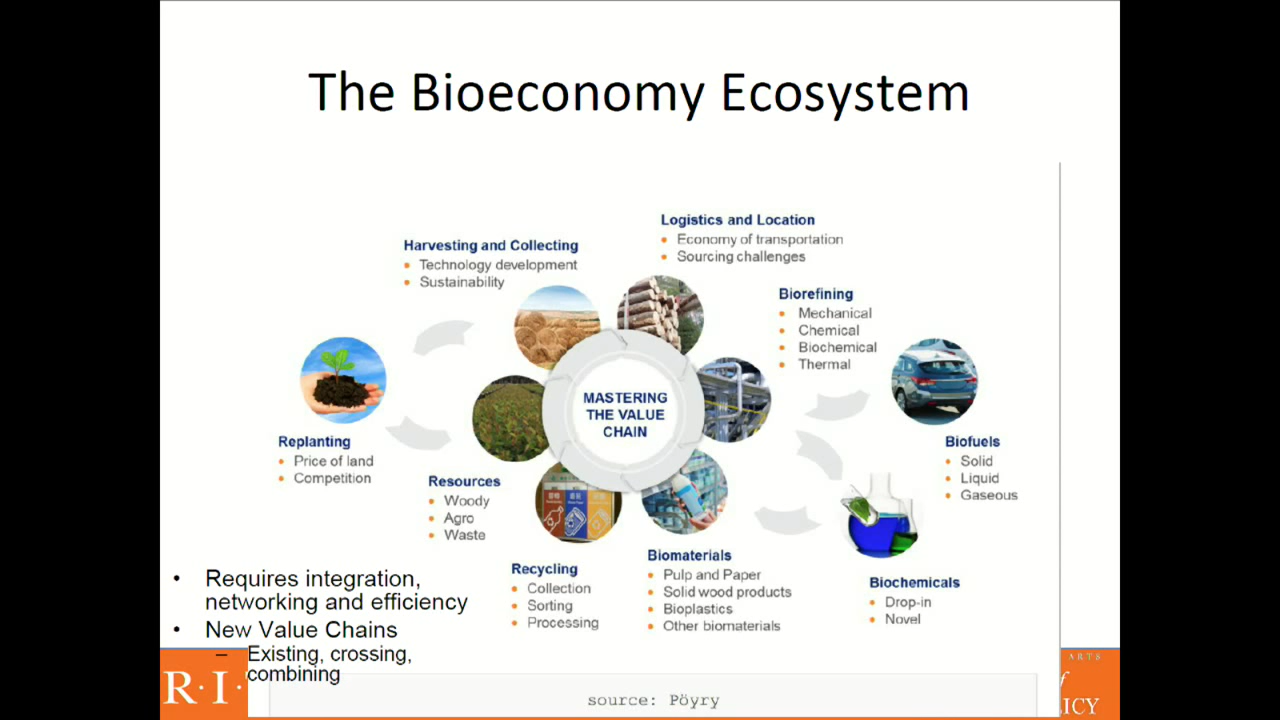 The Bioeconomy Ecosystem
Logistics and Location
• Economy of transportation
• Sourcing challenges
Harvesting and Collecting
• Technology development
• Sustainability
Biorefining
• Mechanical
• Chemical
• Biochemical
• Thermal
MASTERING
THE VALUE
CHAIN
Replanting
• Price of land
• Competition
Biofuels
• Solid
• Liquid
• Gaseous
Resources
• Woody
• Agro
• Waste
Recycling
• Collection
• Sorting
• Processing
Biomaterials
• Pulp and Paper
• Solid wood products
• Bioplastics
• Other biomaterials
Biochemicals
• Drop-in
• Novel
• Requires integration,
networking and efficiency
• New Value Chains
– Existing, crossing,
combining
R·I·
source: Pöyry
ARTS
f
ICY